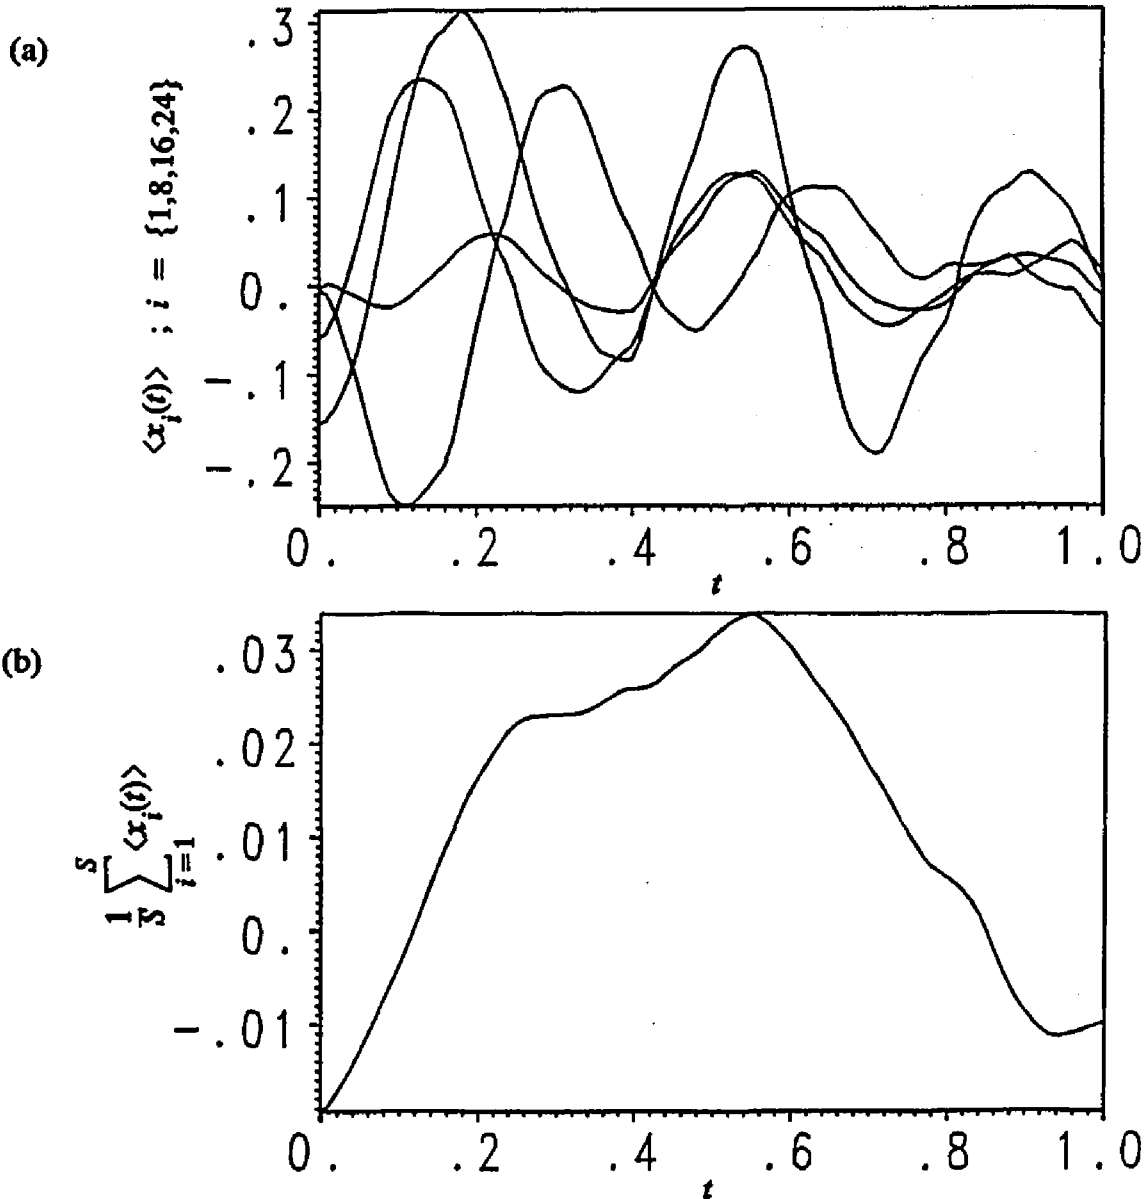 (a)
⟨x_i(t)⟩ ; i = {1,8,16,24}
.3
.2
.1
0.
-.1
-.2
0. .2 .4 .6 .8 1.0
t
(b)
1/S ∑_{i=1}^{S} ⟨x_i(t)⟩
.03
.02
.01
0.
-.01
0. .2 .4 .6 .8 1.0
t